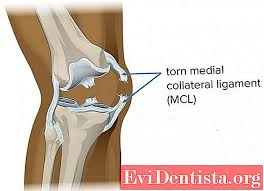 torn medial
collateral ligament
(MCL)
EviDentista.org